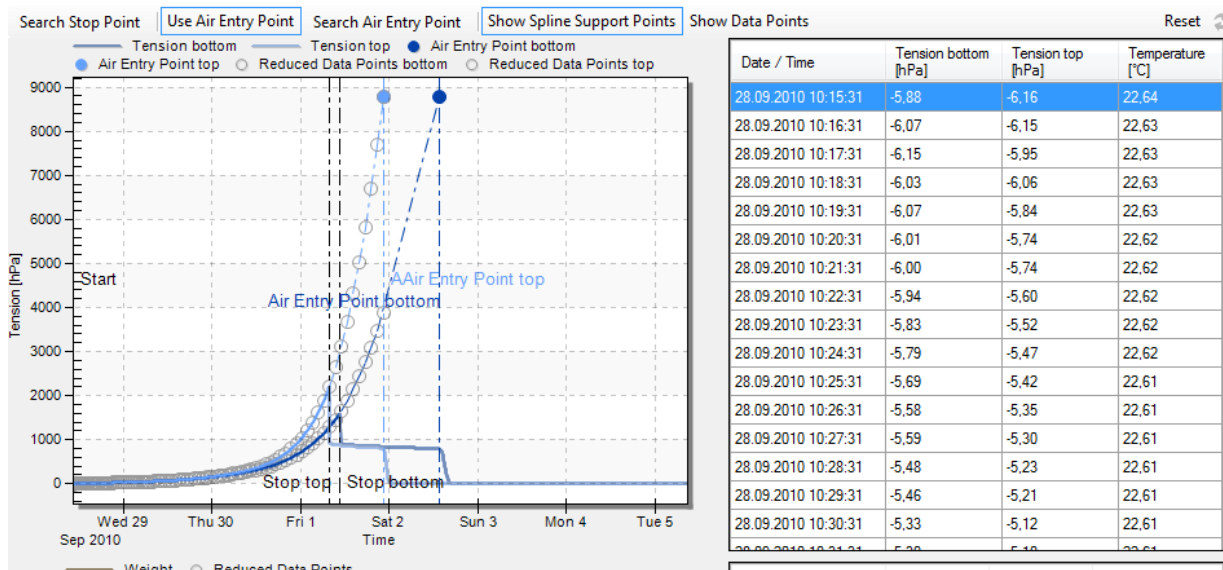 Search Stop Point Use Air Entry Point Search Air Entry Point Show Spline Support Points Show Data Points Reset
Tension bottom Tension top Air Entry Point bottom
Air Entry Point top Reduced Data Points bottom Reduced Data Points top
9000
8000
7000
6000
5000
4000
3000
2000
1000
0
Tension [hPa]
Start
AAir Entry Point top
Air Entry Point bottom
Stop top Stop bottom
Wed 29 Thu 30 Fri 1 Sat 2 Sun 3 Mon 4 Tue 5
Sep 2010 Time
Weight Reduced Data Points
Date / Time Tension bottom [hPa] Tension top [hPa] Temperature [°C]
28.09.2010 10:15:31 -5,88 -6,16 22,64
28.09.2010 10:16:31 -6,07 -6,15 22,63
28.09.2010 10:17:31 -6,15 -5,95 22,63
28.09.2010 10:18:31 -6,03 -6,06 22,63
28.09.2010 10:19:31 -6,07 -5,84 22,63
28.09.2010 10:20:31 -6,01 -5,74 22,62
28.09.2010 10:21:31 -6,00 -5,74 22,62
28.09.2010 10:22:31 -5,94 -5,60 22,62
28.09.2010 10:23:31 -5,83 -5,52 22,62
28.09.2010 10:24:31 -5,79 -5,47 22,62
28.09.2010 10:25:31 -5,69 -5,42 22,61
28.09.2010 10:26:31 -5,58 -5,35 22,61
28.09.2010 10:27:31 -5,59 -5,30 22,61
28.09.2010 10:28:31 -5,48 -5,23 22,61
28.09.2010 10:29:31 -5,46 -5,21 22,61
28.09.2010 10:30:31 -5,33 -5,12 22,61